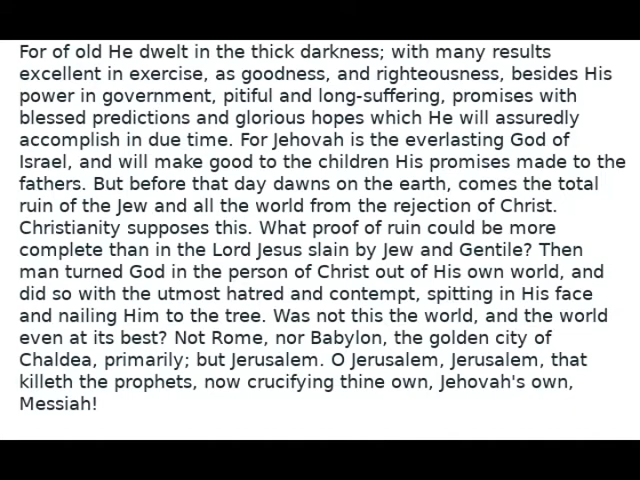 For of old He dwelt in the thick darkness; with many results
excellent in exercise, as goodness, and righteousness, besides His
power in government, pitiful and long-suffering, promises with
blessed predictions and glorious hopes which He will assuredly
accomplish in due time. For Jehovah is the everlasting God of
Israel, and will make good to the children His promises made to the
fathers. But before that day dawns on the earth, comes the total
ruin of the Jew and all the world from the rejection of Christ.
Christianity supposes this. What proof of ruin could be more
complete than in the Lord Jesus slain by Jew and Gentile? Then
man turned God in the person of Christ out of His own world, and
did so with the utmost hatred and contempt, spitting in His face
and nailing Him to the tree. Was not this the world, and the world
even at its best? Not Rome, nor Babylon, the golden city of
Chaldea, primarily; but Jerusalem. O Jerusalem, Jerusalem, that
killeth the prophets, now crucifying thine own, Jehovah's own,
Messiah!